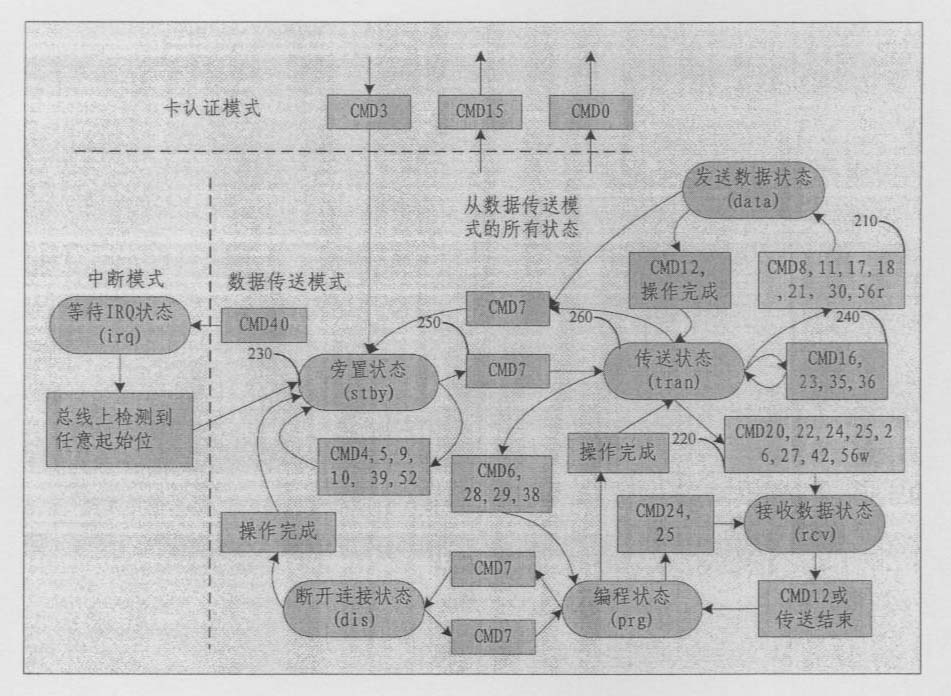 卡认证模式
CMD3
CMD15
CMD0
从数据传送模
式的所有状态
发送数据状态
(data)
210
CMD12,
操作完成
CMD8, 11, 17, 18
, 21,  30, 56r
中断模式
数据传送模式
等待IRQ状态
(irq)
CMD40
230
250
CMD7
260
240
旁置状态
(stby)
CMD7
传送状态
(tran)
CMD16,
23, 35, 36
总线上检测到
任意起始位
CMD4, 5, 9,
10,  39, 52
CMD6,
28, 29, 38
操作完成
220
CMD20, 22, 24, 25, 2
6, 27, 42, 56w
操作完成
CMD24,
25
接收数据状态
(rcv)
CMD7
断开连接状态
(dis)
CMD7
编程状态
(prg)
CMD12或
传送结束